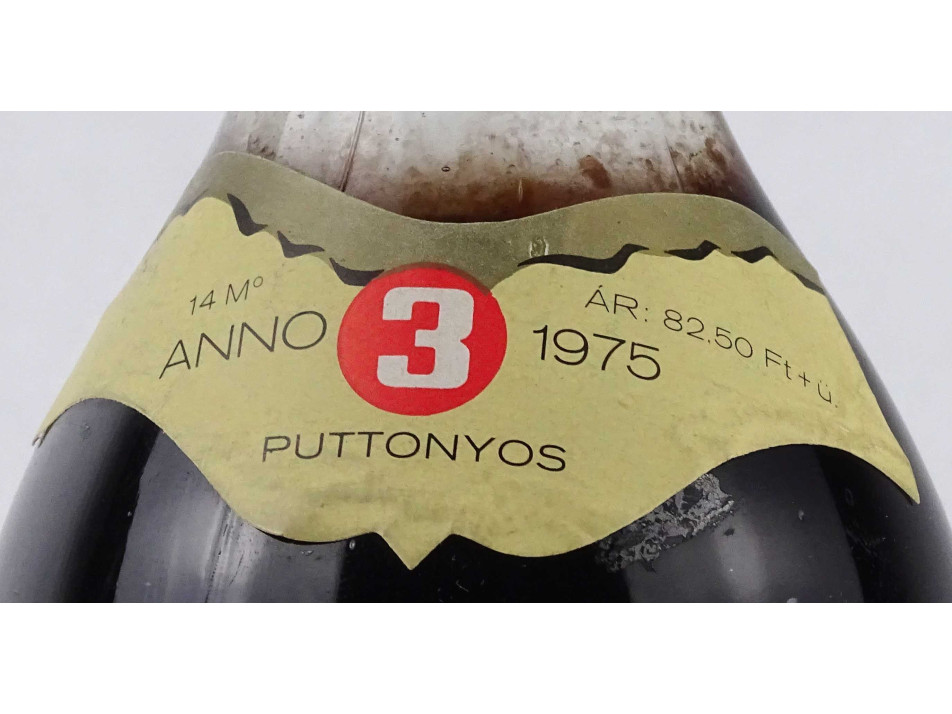 14 M°
ANNO 3 1975
ÁR: 82.50 Ft + ü.
PUTTONYOS